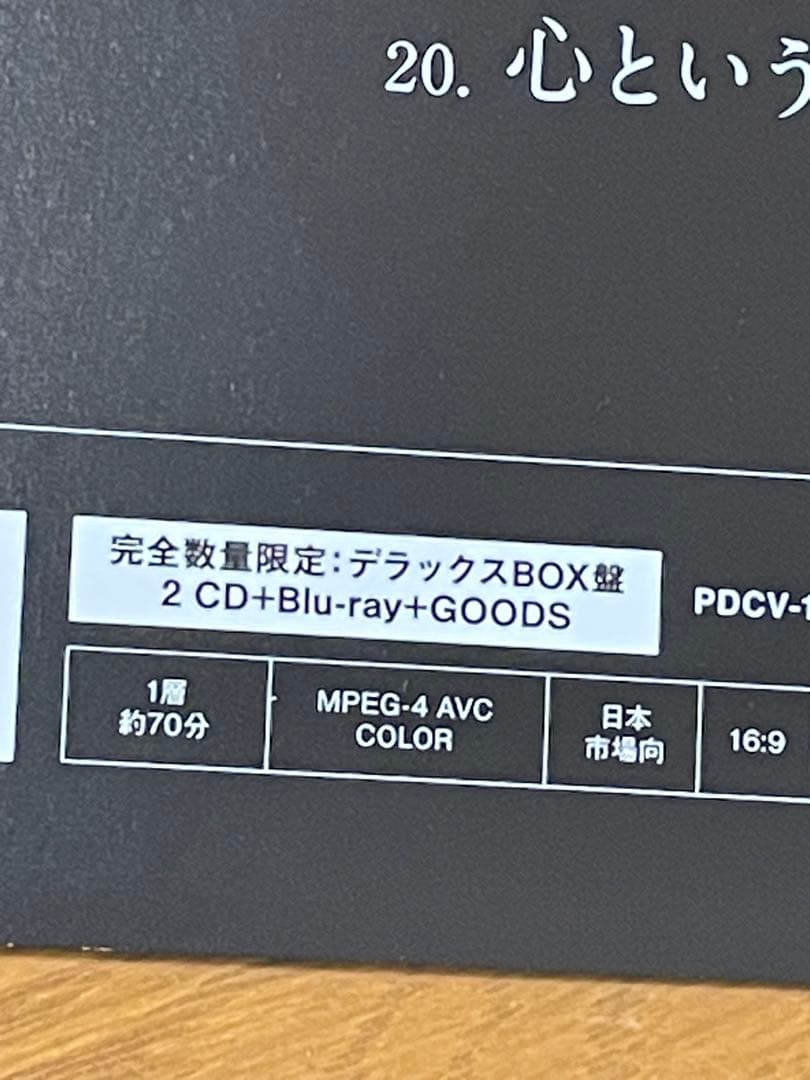 20. 心という
完全数量限定:デラックスBOX盤
2 CD+Blu-ray+GOODS
PDCV-1
1層
約70分
MPEG-4 AVC
COLOR
日本
市場向
16:9